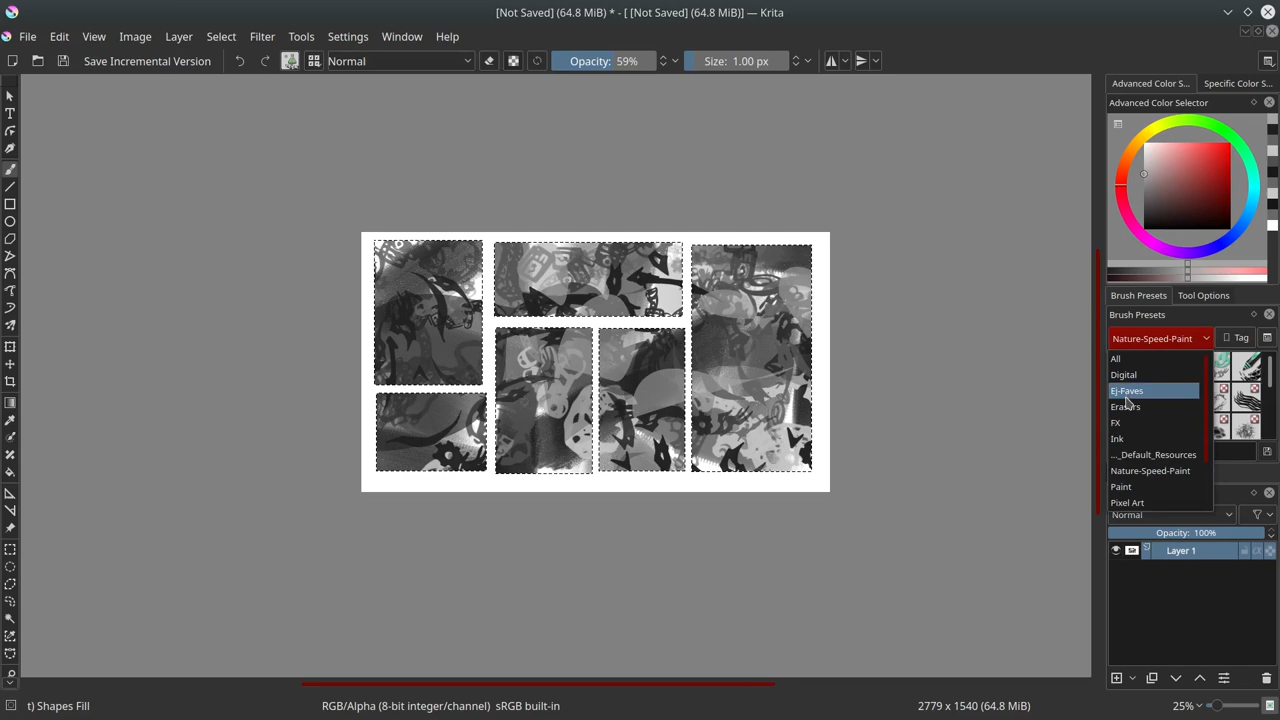 [Not Saved] (64.8 MiB) * - [ [Not Saved] (64.8 MiB)] — Krita
File Edit View Image Layer Select Filter Tools Settings Window Help
Save Incremental Version Normal Opacity: 59% Size: 1.00 px
Advanced Color S... Specific Color S...
Advanced Color Selector
Brush Presets Tool Options
Brush Presets
Nature-Speed-Paint Tag
All
Digital
Ej-Faves
Erasers
FX
Ink
..._Default_Resources
Nature-Speed-Paint
Paint
Pixel Art
Normal
Opacity: 100%
Layer 1
t) Shapes Fill RGB/Alpha (8-bit integer/channel) sRGB built-in 2779 x 1540 (64.8 MiB) 25%